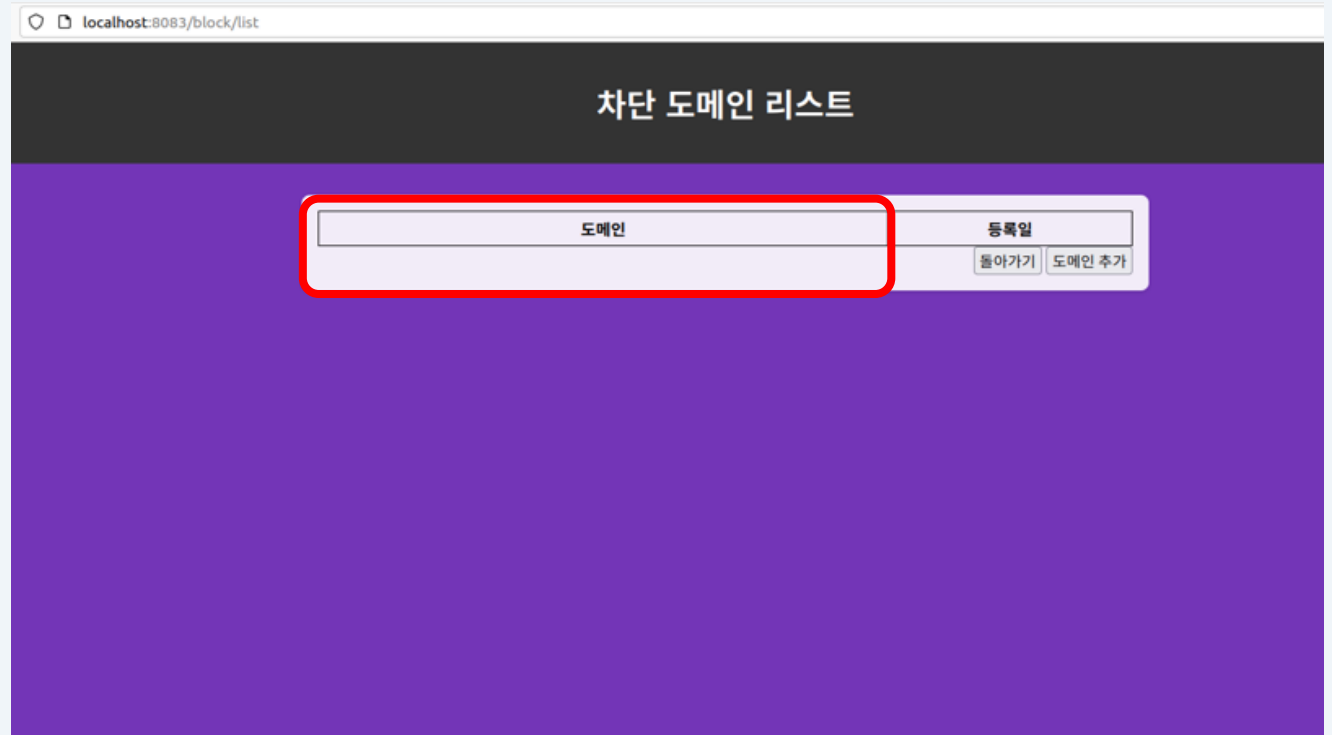 localhost:8083/block/list
차단 도메인 리스트
도메인 등록일
돌아가기 도메인 추가